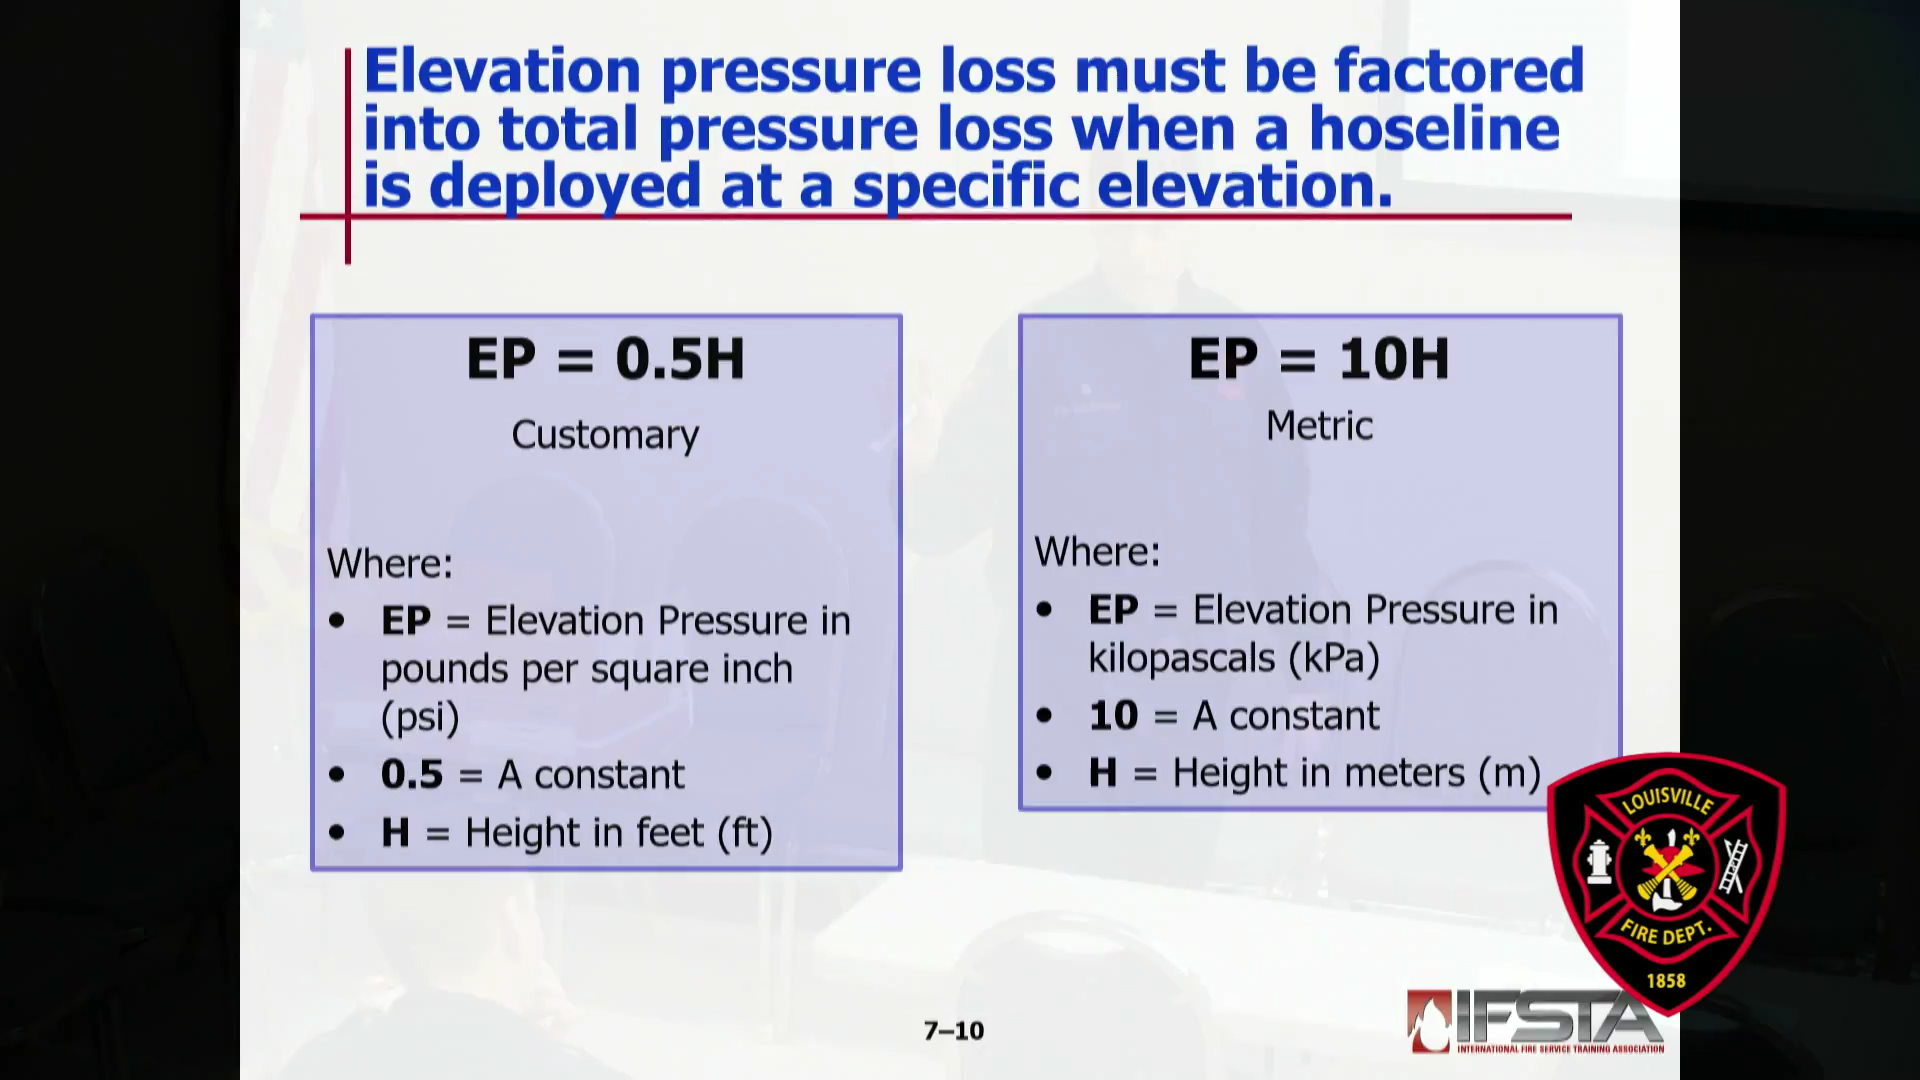 Elevation pressure loss must be factored
into total pressure loss when a hoseline
is deployed at a specific elevation.
EP = 0.5H
Customary
Where:
• EP = Elevation Pressure in
pounds per square inch
(psi)
• 0.5 = A constant
• H = Height in feet (ft)
EP = 10H
Metric
Where:
• EP = Elevation Pressure in
kilopascals (kPa)
• 10 = A constant
• H = Height in meters (m)
LOUISVILLE
FIRE DEPT.
1858
7–10
IFSTA
INTERNATIONAL FIRE SERVICE TRAINING ASSOCIATION